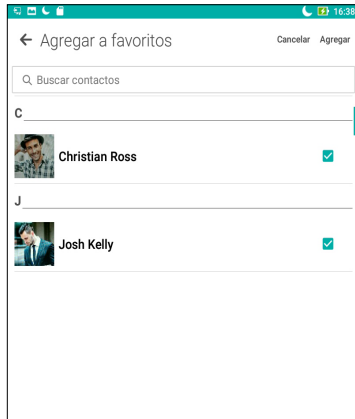 16:38
Agregar a favoritos
Cancelar Agregar
Buscar contactos
C
Christian Ross
J
Josh Kelly